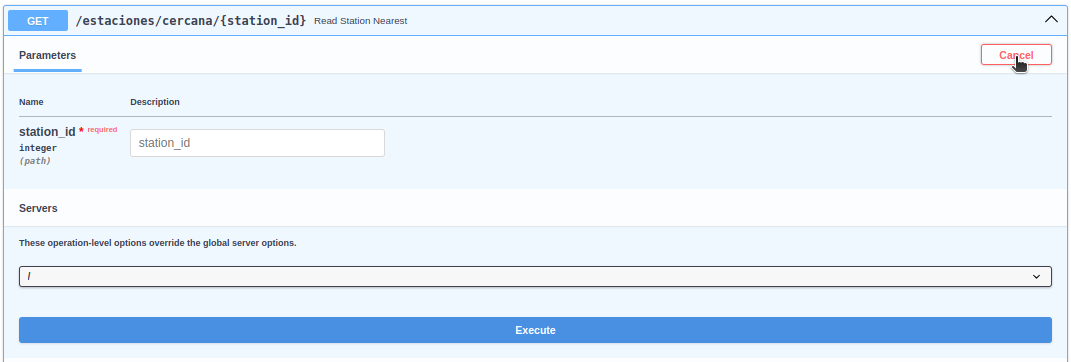 GET /estaciones/cercana/{station_id} Read Station Nearest
Parameters Cancel
Name Description
station_id * required station_id
integer
(path)
Servers
These operation-level options override the global server options.
/
Execute